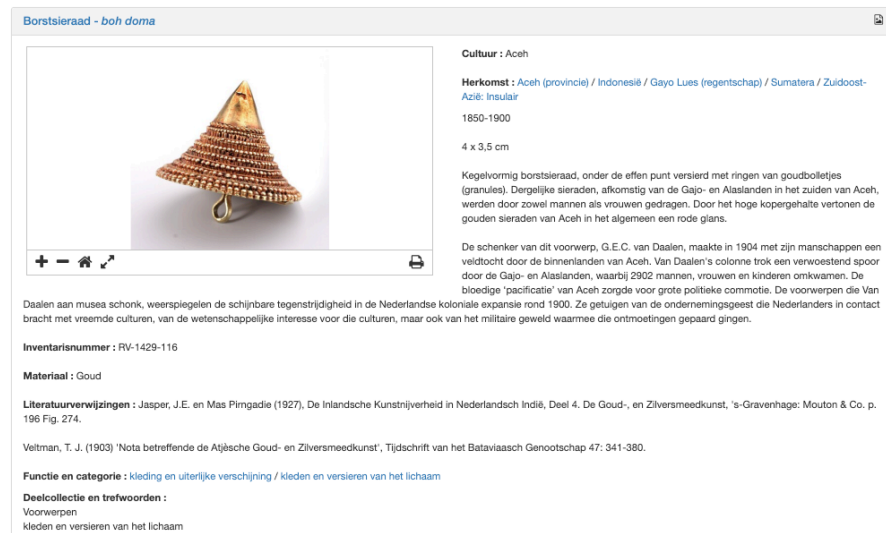 Borstsieraad - boh doma
Cultuur : Aceh
Herkomst : Aceh (provincie) / Indonesië / Gayo Lues (regentschap) / Sumatera / Zuidoost-
Azië: Insulair
1850-1900
4 x 3,5 cm
Kegelvormig borstsieraad, onder de effen punt versierd met ringen van goudbolletjes
(granules). Dergelijke sieraden, afkomstig van de Gajo- en Alaslanden in het zuiden van Aceh,
werden door zowel mannen als vrouwen gedragen. Door het hoge kopergehalte vertonen de
gouden sieraden van Aceh in het algemeen een rode glans.
De schenker van dit voorwerp, G.E.C. van Daalen, maakte in 1904 met zijn manschappen een
veldtocht door de binnenlanden van Aceh. Van Daalen's colonne trok een verwoestend spoor
door de Gajo- en Alaslanden, waarbij 2902 mannen, vrouwen en kinderen omkwamen. De
bloedige 'pacificatie' van Aceh zorgde voor grote politieke commotie. De voorwerpen die Van
Daalen aan musea schonk, weerspiegelen de schijnbare tegenstrijdigheid in de Nederlandse koloniale expansie rond 1900. Ze getuigen van de ondernemingsgeest die Nederlanders in contact
bracht met vreemde culturen, van de wetenschappelijke interesse voor die culturen, maar ook van het militaire geweld waarmee die ontmoetingen gepaard gingen.
Inventarisnummer : RV-1429-116
Materiaal : Goud
Literatuurverwijzingen : Jasper, J.E. en Mas Pirngadie (1927), De Inlandsche Kunstnijverheid in Nederlandsch Indië, Deel 4. De Goud-, en Zilversmeedkunst, 's-Gravenhage: Mouton & Co. p.
196 Fig. 274.
Veltman, T. J. (1903) 'Nota betreffende de Atjèsche Goud- en Zilversmeedkunst', Tijdschrift van het Bataviaasch Genootschap 47: 341-380.
Functie en categorie : kleding en uiterlijke verschijning / kleden en versieren van het lichaam
Deelcollectie en trefwoorden :
Voorwerpen
kleden en versieren van het lichaam